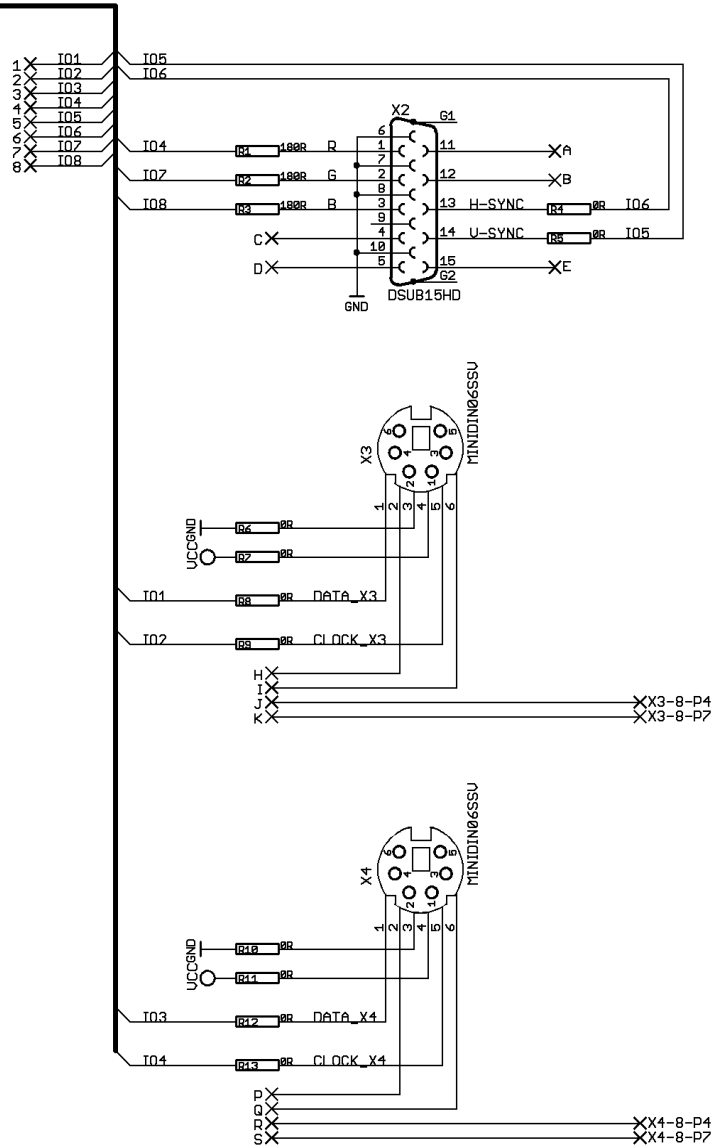 1 IO1 IO5
2 IO2 IO6
3 IO3
4 IO4
5 IO5
6 IO6
7 IO7
8 IO8
X2
G1
6
IO4 R1 180R R 1 11 A
7
IO7 R2 180R G 2 12 B
8
IO8 R3 180R B 3 13 H-SYNC R4 0R IO6
9
C 4 14 V-SYNC R5 0R IO5
10
D 5 15 E
G2
DSUB15HD
GND
MINIDIN06SSV
X3
6 5
4 3
2 1
1 2 3 4 5 6
GND R6 0R
VCC R7 0R
IO1 R8 0R DATA_X3
IO2 R9 0R CLOCK_X3
H
I
J X3-8-P4
K X3-8-P7
MINIDIN06SSV
X4
6 5
4 3
2 1
1 2 3 4 5 6
GND R10 0R
VCC R11 0R
IO3 R12 0R DATA_X4
IO4 R13 0R CLOCK_X4
P
Q
R X4-8-P4
S X4-8-P7